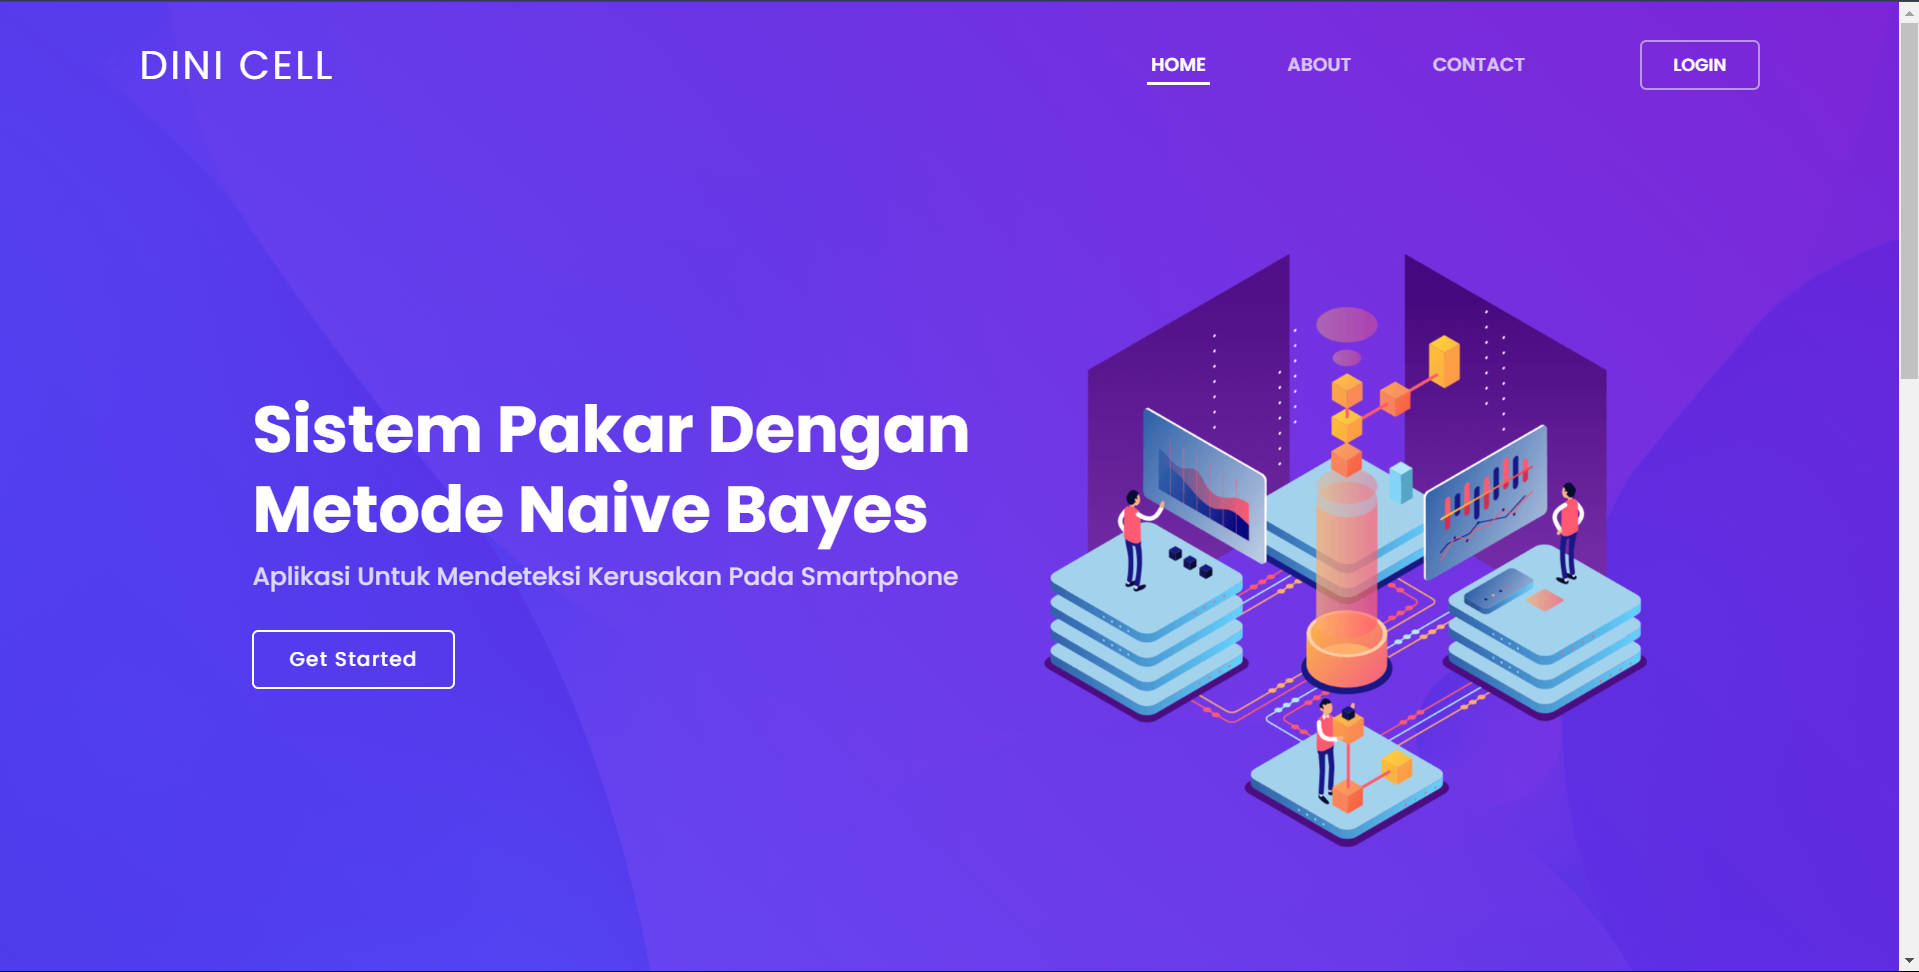 DINI CELL
HOME
ABOUT
CONTACT
LOGIN
Sistem Pakar Dengan
Metode Naive Bayes
Aplikasi Untuk Mendeteksi Kerusakan Pada Smartphone
Get Started